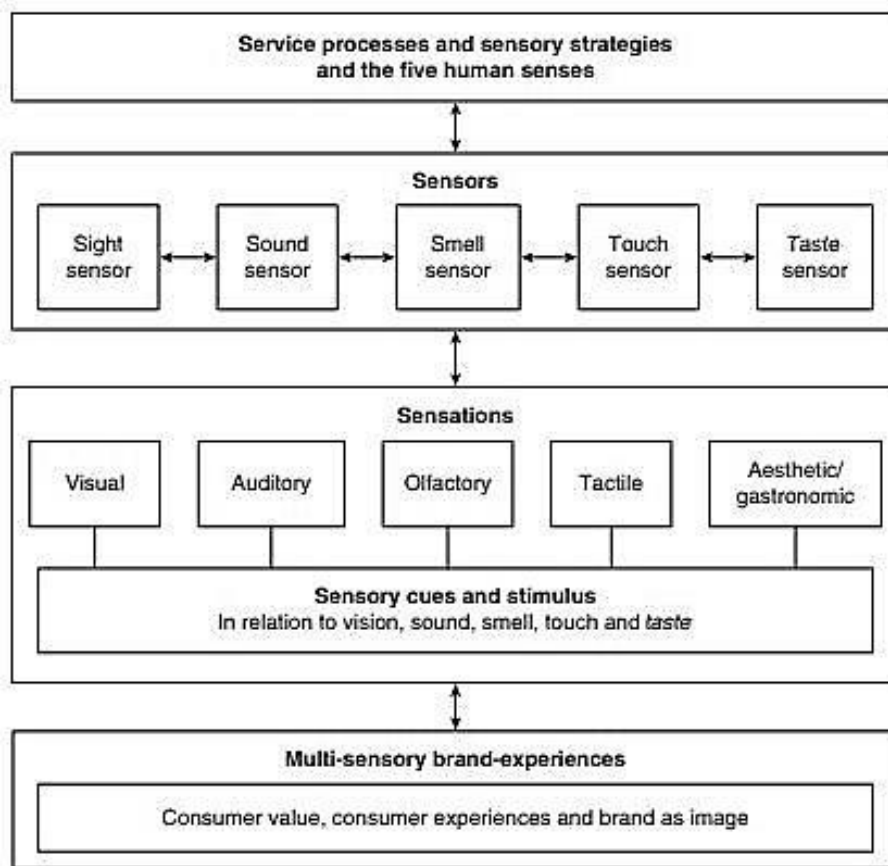 Service processes and sensory strategies
and the five human senses
Sensors
Sight
sensor
Sound
sensor
Smell
sensor
Touch
sensor
Taste
sensor
Sensations
Visual
Auditory
Olfactory
Tactile
Aesthetic/
gastronomic
Sensory cues and stimulus
In relation to vision, sound, smell, touch and taste
Multi-sensory brand-experiences
Consumer value, consumer experiences and brand as image